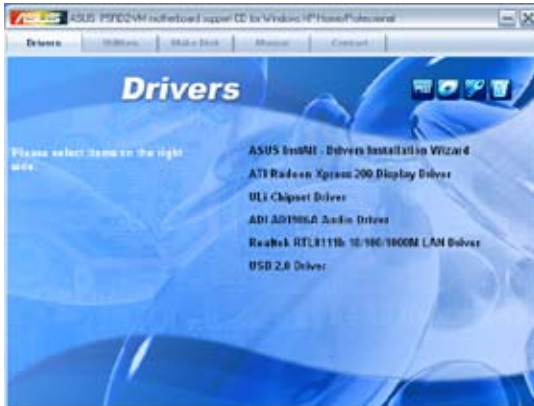 ASUS P5RD2-VM motherboard support CD for Windows XP Home/Professional
Drivers Utilities Make Disk Manual Contact
Drivers
Please select items on the right
side.
ASUS InstAll - Drivers Installation Wizard
ATI Radeon Xpress 200 Display Driver
ULi Chipset Driver
ADI AD1986A Audio Driver
Realtek RTL8111b 10/100/1000M LAN Driver
USB 2.0 Driver